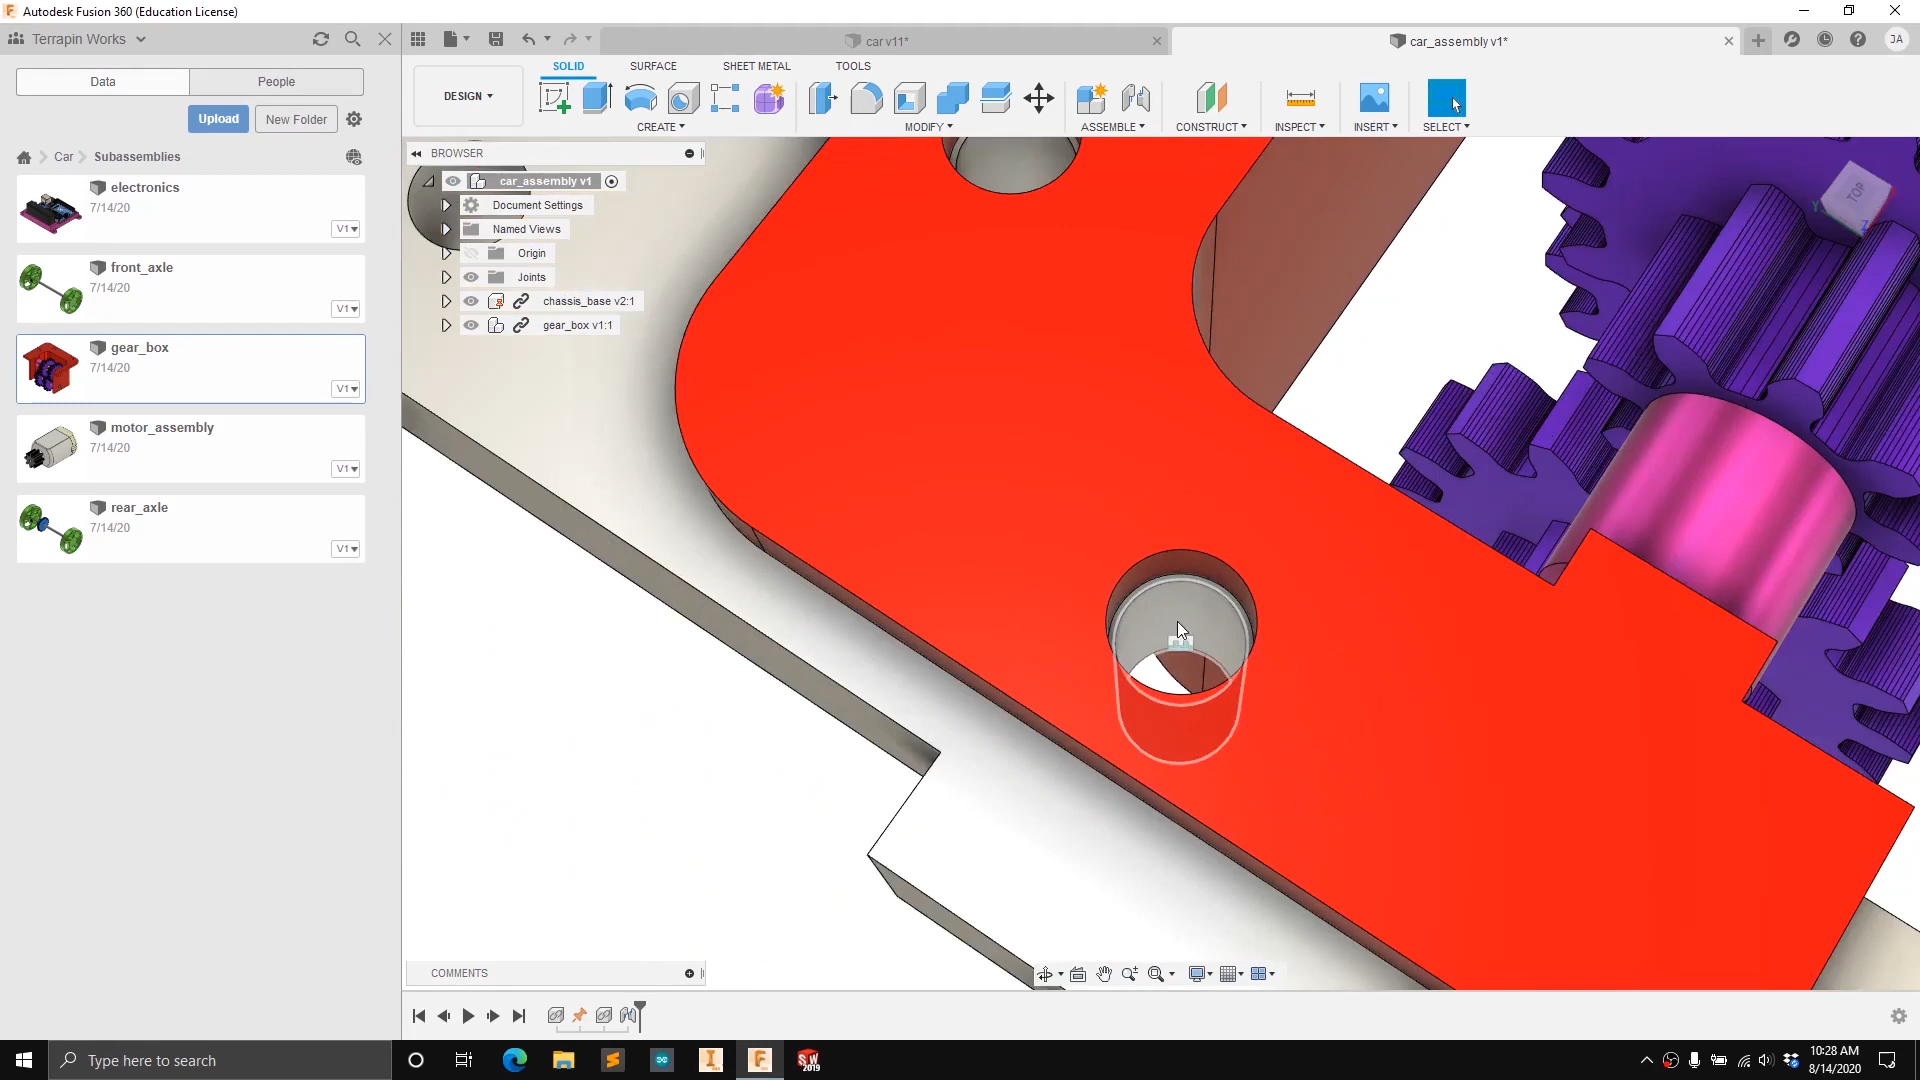 Autodesk Fusion 360 (Education License)
Terrapin Works
car v11*
car_assembly v1*
JA
Data
People
SOLID
SURFACE
SHEET METAL
TOOLS
DESIGN
Upload
New Folder
CREATE
MODIFY
ASSEMBLE
CONSTRUCT
INSPECT
INSERT
SELECT
Car
Subassemblies
BROWSER
car_assembly v1
Document Settings
Named Views
Origin
Joints
chassis_base v2:1
gear_box v1:1
electronics
7/14/20
V1
front_axle
7/14/20
V1
gear_box
7/14/20
V1
motor_assembly
7/14/20
V1
rear_axle
7/14/20
V1
TOP
Y
Z
COMMENTS
Type here to search
SW
2019
10:28 AM
8/14/2020